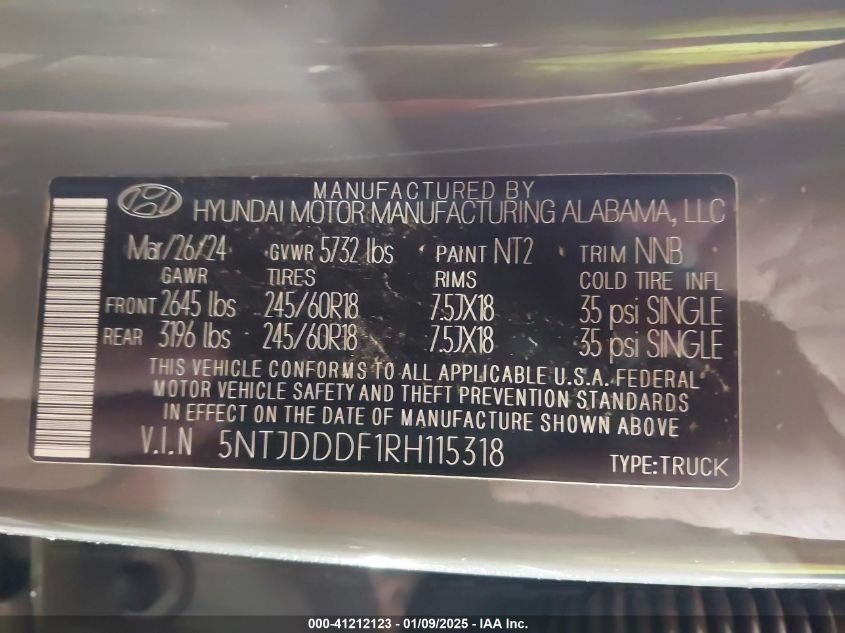 MANUFACTURED BY
HYUNDAI MOTOR MANUFACTURING ALABAMA, LLC
Mar/26/24 GVWR 5732 lbs PAINT NT2 TRIM NNB
GAWR TIRES RIMS COLD TIRE INFL
FRONT 2645 lbs 245/60R18 7.5JX18 35 psi SINGLE
REAR 3196 lbs 245/60R18 7.5JX18 35 psi SINGLE
THIS VEHICLE CONFORMS TO ALL APPLICABLE U.S.A. FEDERAL
MOTOR VEHICLE SAFETY AND THEFT PREVENTION STANDARDS
IN EFFECT ON THE DATE OF MANUFACTURE SHOWN ABOVE
V.I.N 5NTJDDDF1RH115318
TYPE:TRUCK
000-41212123 - 01/09/2025 - IAA Inc.